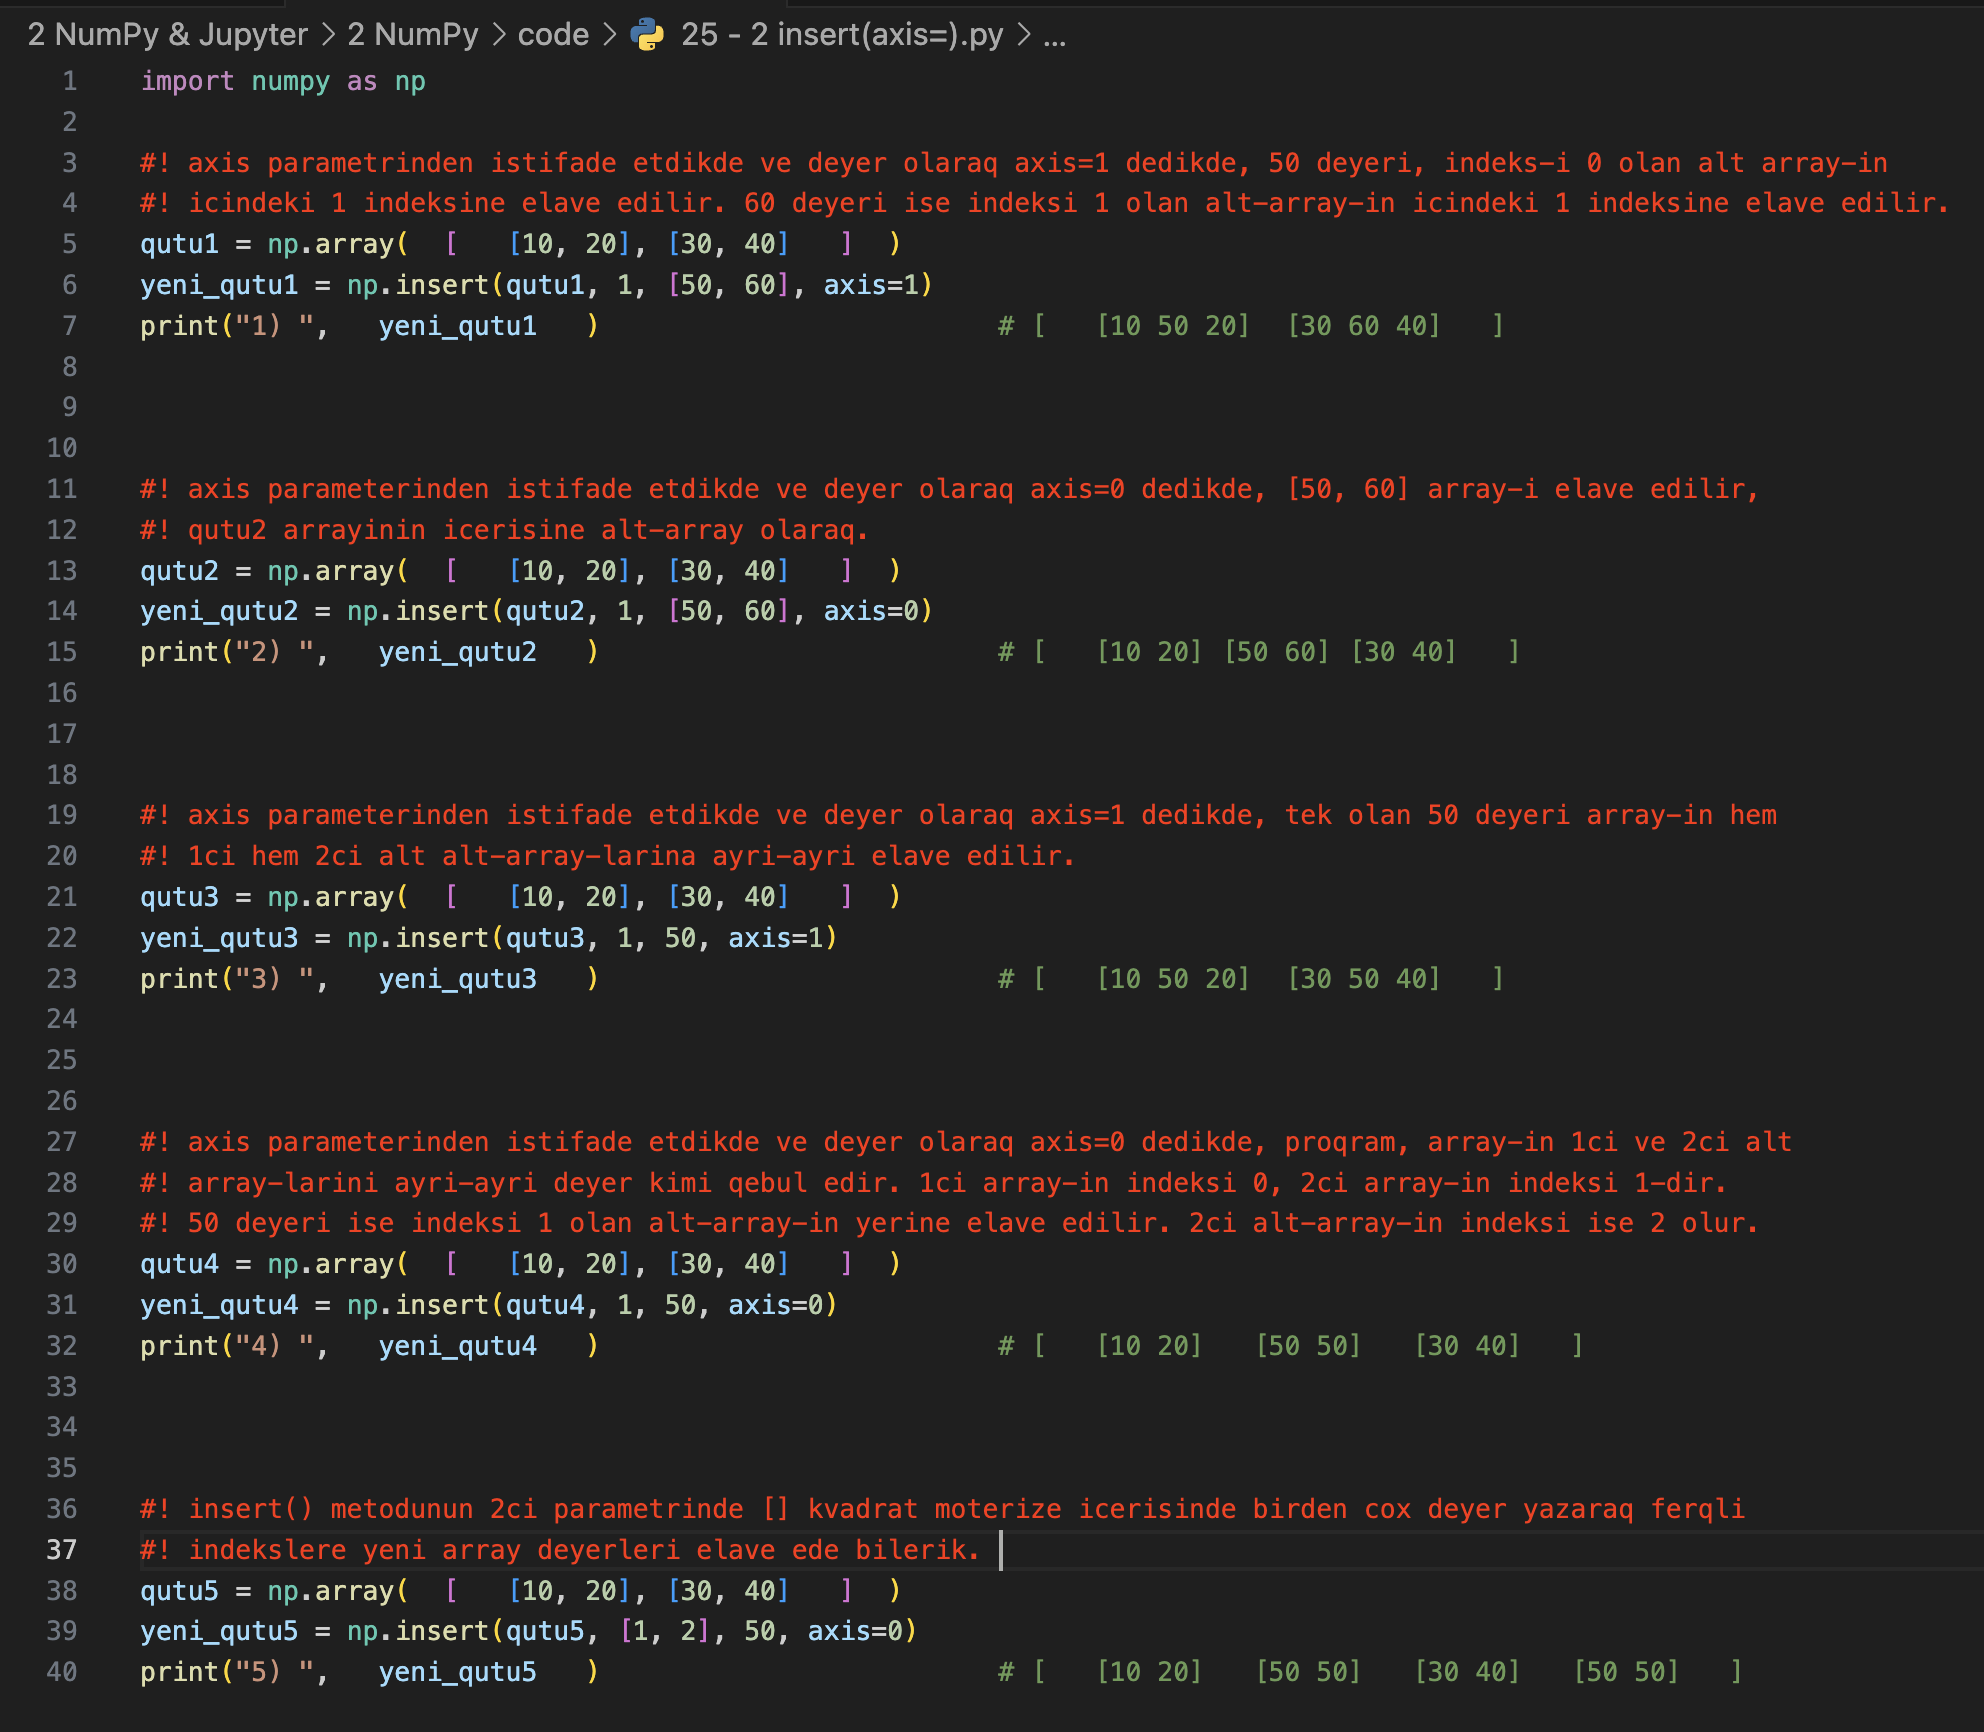 2 NumPy & Jupyter > 2 NumPy > code > 25 - 2 insert(axis=).py > ...
1 import numpy as np
2
3 #! axis parametrinden istifade etdikde ve deyer olaraq axis=1 dedikde, 50 deyeri, indeks-i 0 olan alt array-in
4 #! icindeki 1 indeksine elave edilir. 60 deyeri ise indeksi 1 olan alt-array-in icindeki 1 indeksine elave edilir.
5 qutu1 = np.array(  [   [10, 20], [30, 40]   ]  )
6 yeni_qutu1 = np.insert(qutu1, 1, [50, 60], axis=1)
7 print("1) ",   yeni_qutu1   )                         # [   [10 50 20]  [30 60 40]   ]
8
9
10
11 #! axis parameterinden istifade etdikde ve deyer olaraq axis=0 dedikde, [50, 60] array-i elave edilir,
12 #! qutu2 arrayinin icerisine alt-array olaraq.
13 qutu2 = np.array(  [   [10, 20], [30, 40]   ]  )
14 yeni_qutu2 = np.insert(qutu2, 1, [50, 60], axis=0)
15 print("2) ",   yeni_qutu2   )                         # [   [10 20] [50 60] [30 40]   ]
16
17
18
19 #! axis parameterinden istifade etdikde ve deyer olaraq axis=1 dedikde, tek olan 50 deyeri array-in hem
20 #! 1ci hem 2ci alt alt-array-larina ayri-ayri elave edilir.
21 qutu3 = np.array(  [   [10, 20], [30, 40]   ]  )
22 yeni_qutu3 = np.insert(qutu3, 1, 50, axis=1)
23 print("3) ",   yeni_qutu3   )                         # [   [10 50 20]  [30 50 40]   ]
24
25
26
27 #! axis parameterinden istifade etdikde ve deyer olaraq axis=0 dedikde, proqram, array-in 1ci ve 2ci alt
28 #! array-larini ayri-ayri deyer kimi qebul edir. 1ci array-in indeksi 0, 2ci array-in indeksi 1-dir.
29 #! 50 deyeri ise indeksi 1 olan alt-array-in yerine elave edilir. 2ci alt-array-in indeksi ise 2 olur.
30 qutu4 = np.array(  [   [10, 20], [30, 40]   ]  )
31 yeni_qutu4 = np.insert(qutu4, 1, 50, axis=0)
32 print("4) ",   yeni_qutu4   )                         # [   [10 20]   [50 50]   [30 40]   ]
33
34
35
36 #! insert() metodunun 2ci parametrinde [] kvadrat moterize icerisinde birden cox deyer yazaraq ferqli
37 #! indekslere yeni array deyerleri elave ede bilerik.
38 qutu5 = np.array(  [   [10, 20], [30, 40]   ]  )
39 yeni_qutu5 = np.insert(qutu5, [1, 2], 50, axis=0)
40 print("5) ",   yeni_qutu5   )                         # [   [10 20]   [50 50]   [30 40]   [50 50]   ]